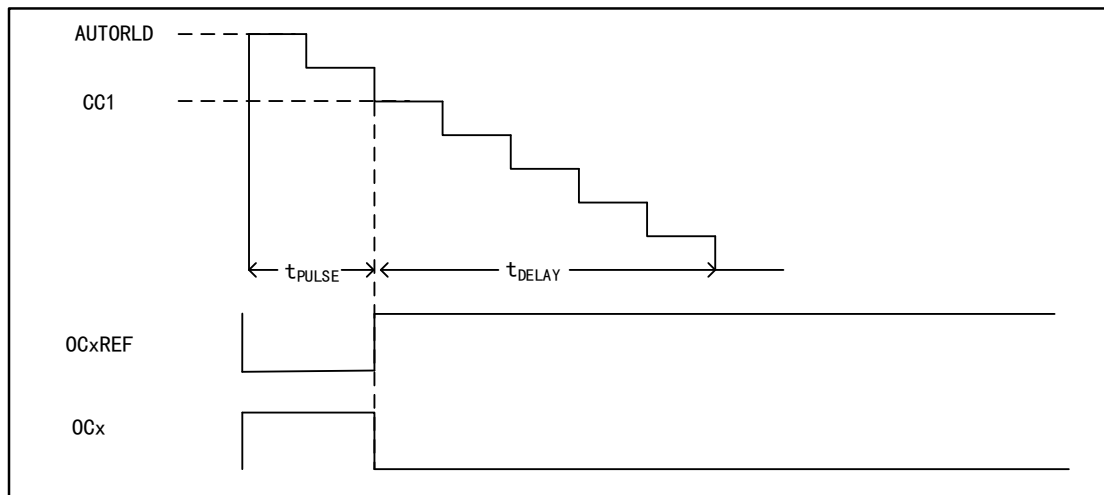 AUTORLD
CC1
tPULSE
tDELAY
OCxREF
OCx